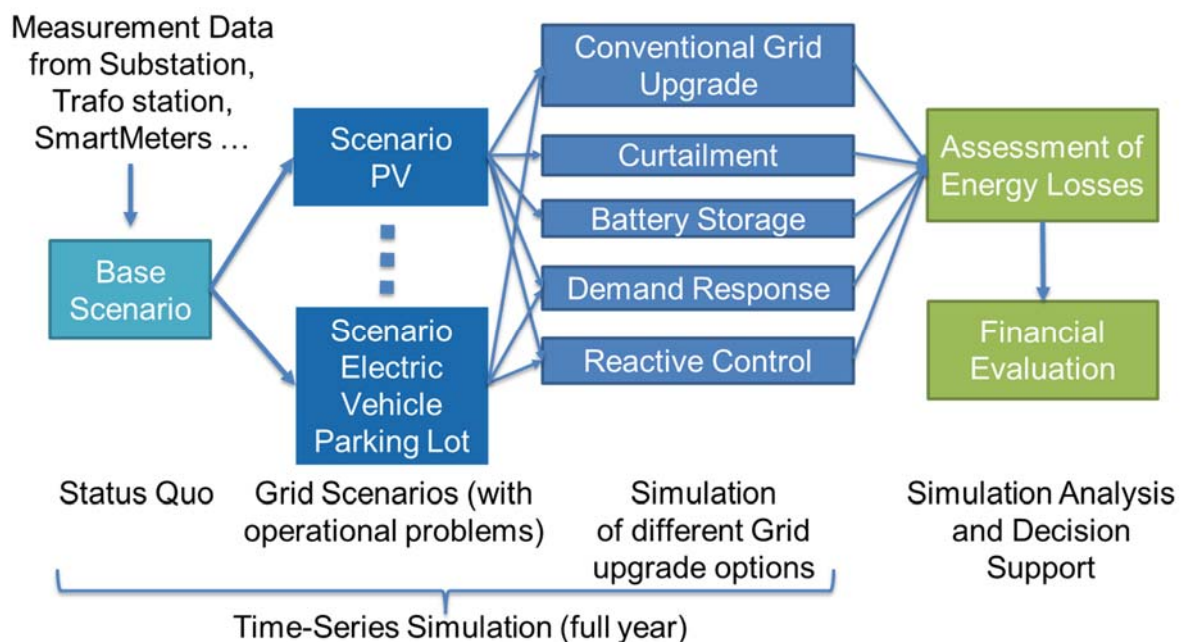 Measurement Data
from Substation,
Trafo station,
SmartMeters …
Base
Scenario
Scenario
PV
Scenario
Electric
Vehicle
Parking Lot
Conventional Grid
Upgrade
Curtailment
Battery Storage
Demand Response
Reactive Control
Assessment of
Energy Losses
Financial
Evaluation
Status Quo
Grid Scenarios (with
operational problems)
Simulation
of different Grid
upgrade options
Simulation Analysis
and Decision
Support
Time-Series Simulation (full year)